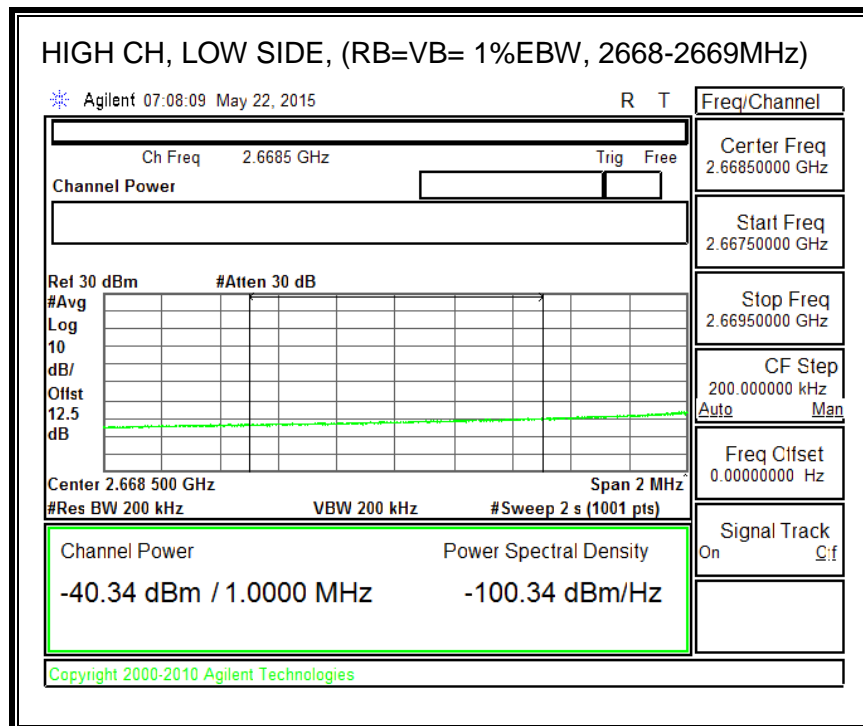 HIGH CH, LOW SIDE, (RB=VB= 1%EBW, 2668-2669MHz)
Agilent 07:08:09 May 22, 2015 R T
Freq/Channel
Ch Freq 2.6685 GHz Trig Free
Channel Power
Center Freq
2.66850000 GHz
Start Freq
2.66750000 GHz
Stop Freq
2.66950000 GHz
CF Step
200.000000 kHz
Auto Man
Freq Offset
0.00000000 Hz
Signal Track
On Off
Ref 30 dBm #Atten 30 dB
#Avg
Log
10
dB/
Offst
12.5
dB
Center 2.668 500 GHz Span 2 MHz
#Res BW 200 kHz VBW 200 kHz #Sweep 2 s (1001 pts)
Channel Power Power Spectral Density
-40.34 dBm / 1.0000 MHz -100.34 dBm/Hz
Copyright 2000-2010 Agilent Technologies